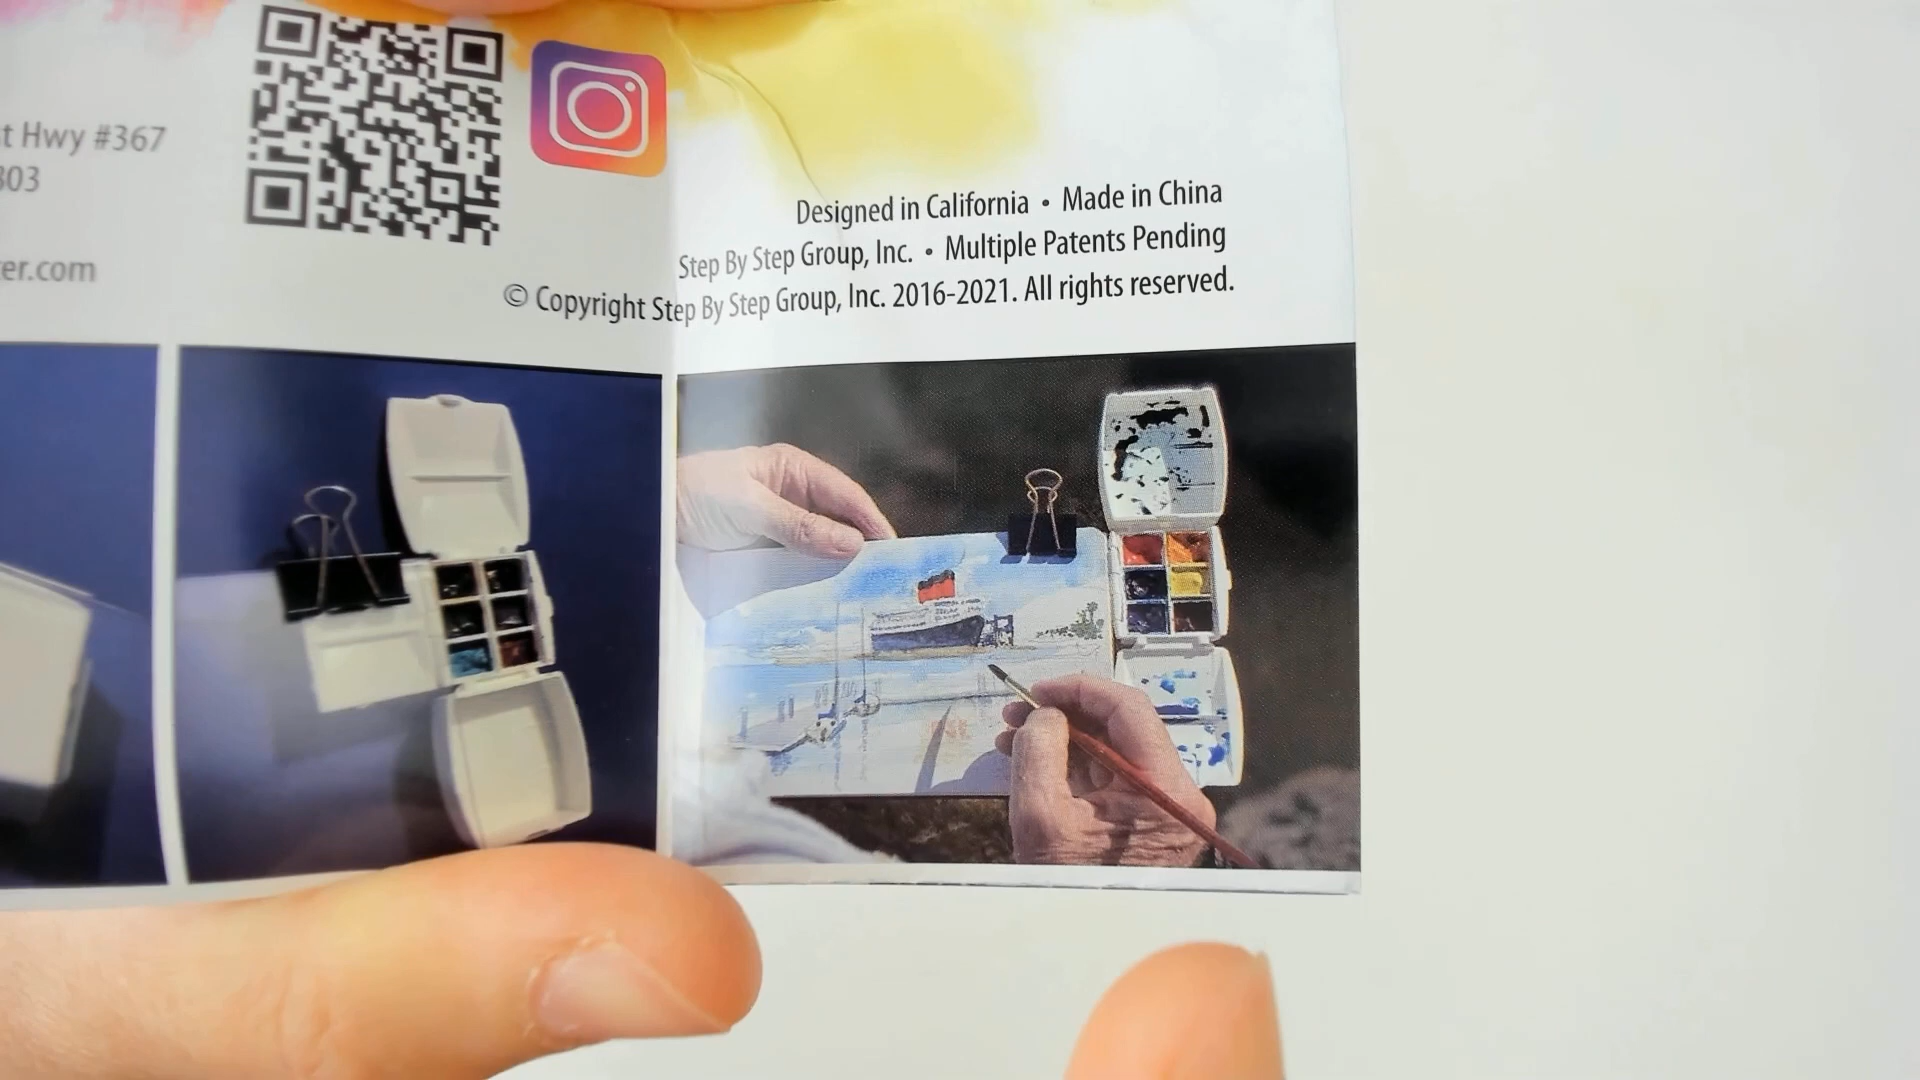 t Hwy #367
303
er.com
Designed in California • Made in China
Step By Step Group, Inc. • Multiple Patents Pending
© Copyright Step By Step Group, Inc. 2016-2021. All rights reserved.